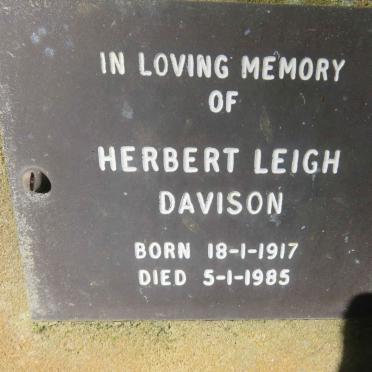 IN LOVING MEMORY
OF
HERBERT LEIGH
DAVISON
BORN 18-1-1917
DIED 5-1-1985